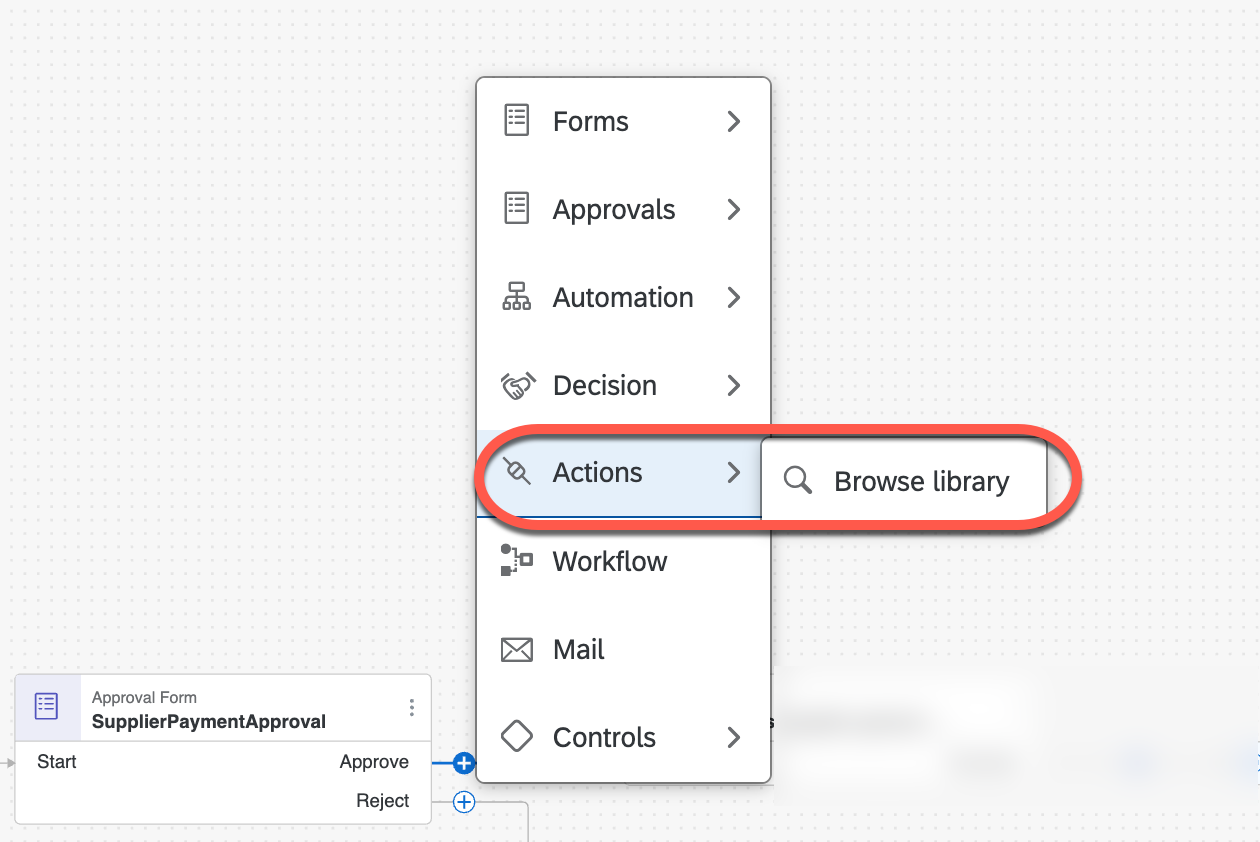 Forms
Approvals
Automation
Decision
Actions
Browse library
Workflow
Mail
Controls
Approval Form
SupplierPaymentApproval
Start
Approve
Reject